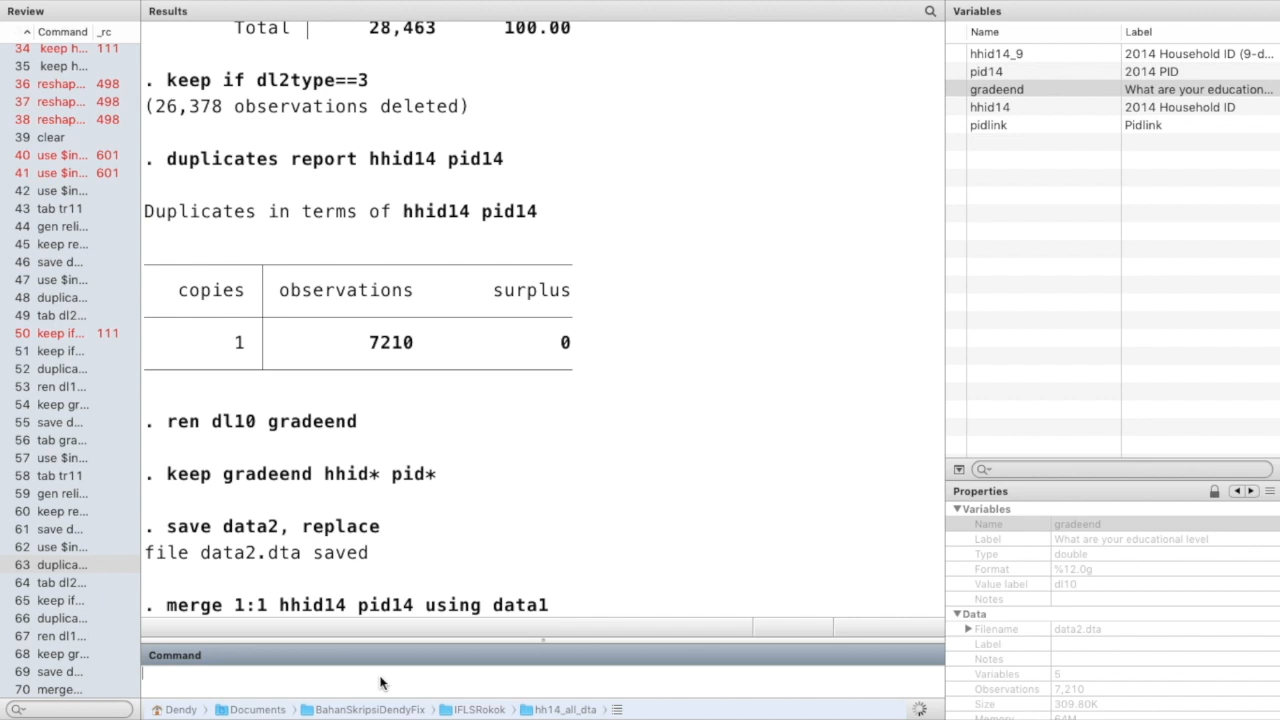 Review
Command _rc
34 keep h... 111
35 keep h...
36 reshap... 498
37 reshap... 498
38 reshap... 498
39 clear
40 use $in... 601
41 use $in... 601
42 use $in...
43 tab tr11
44 gen reli...
45 keep re...
46 save d...
47 use $in...
48 duplica...
49 tab dl2...
50 keep if... 111
51 keep if...
52 duplica...
53 ren dl1...
54 keep gr...
55 save d...
56 tab gra...
57 use $in...
58 tab tr11
59 gen reli...
60 keep re...
61 save d...
62 use $in...
63 duplica...
64 tab dl2...
65 keep if...
66 duplica...
67 ren dl1...
68 keep gr...
69 save d...
70 merge...
Results
Total 28,463 100.00
. keep if dl2type==3
(26,378 observations deleted)
. duplicates report hhid14 pid14
Duplicates in terms of hhid14 pid14
copies observations surplus
1 7210 0
. ren dl10 gradeend
. keep gradeend hhid* pid*
. save data2, replace
file data2.dta saved
. merge 1:1 hhid14 pid14 using data1
Command
Dendy Documents BahanSkripsiDendyFix IFLSRokok hh14_all_dta
Variables
Name Label
hhid14_9 2014 Household ID (9-d...
pid14 2014 PID
gradeend What are your education...
hhid14 2014 Household ID
pidlink Pidlink
Properties
Variables
Name gradeend
Label What are your educational level
Type double
Format %12.0g
Value label dl10
Notes
Data
Filename data2.dta
Label
Notes
Variables 5
Observations 7,210
Size 309.80K
Memory 64M